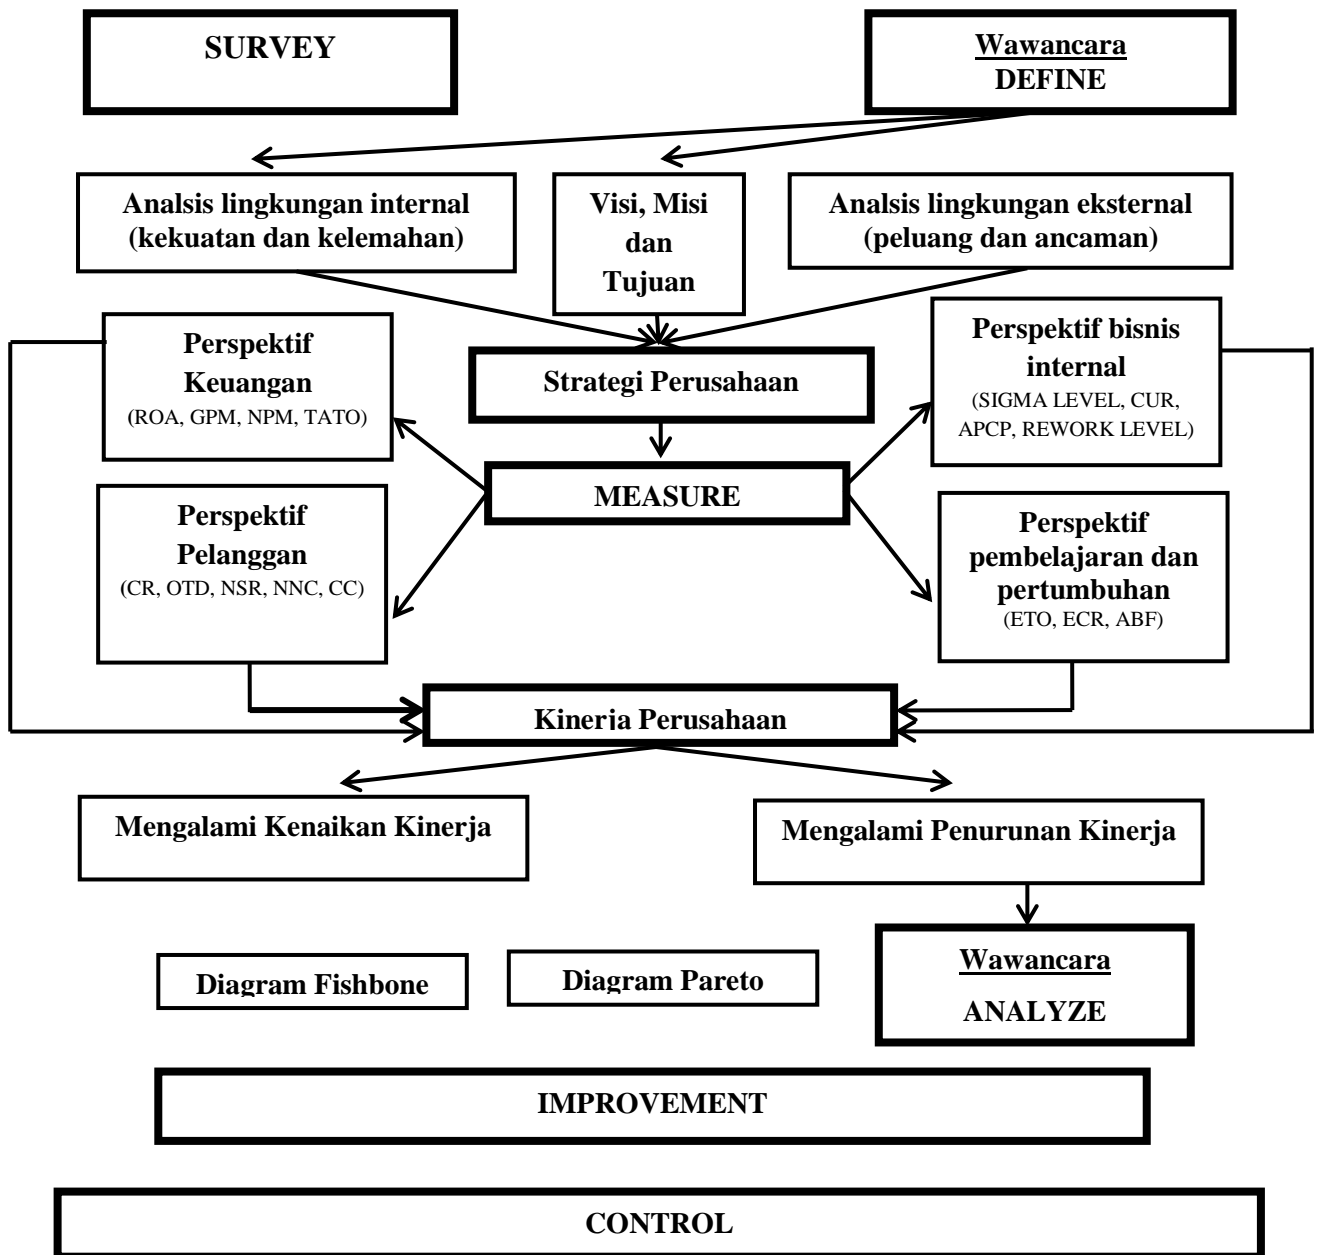 SURVEY
Wawancara
DEFINE
Analsis lingkungan internal
(kekuatan dan kelemahan)
Visi, Misi
dan
Tujuan
Analsis lingkungan eksternal
(peluang dan ancaman)
Perspektif
Keuangan
(ROA, GPM, NPM, TATO)
Strategi Perusahaan
Perspektif bisnis
internal
(SIGMA LEVEL, CUR,
APCP, REWORK LEVEL)
MEASURE
Perspektif
Pelanggan
(CR, OTD, NSR, NNC, CC)
Perspektif
pembelajaran dan
pertumbuhan
(ETO, ECR, ABF)
Kinerja Perusahaan
Mengalami Kenaikan Kinerja
Mengalami Penurunan Kinerja
Diagram Fishbone
Diagram Pareto
Wawancara
ANALYZE
IMPROVEMENT
CONTROL